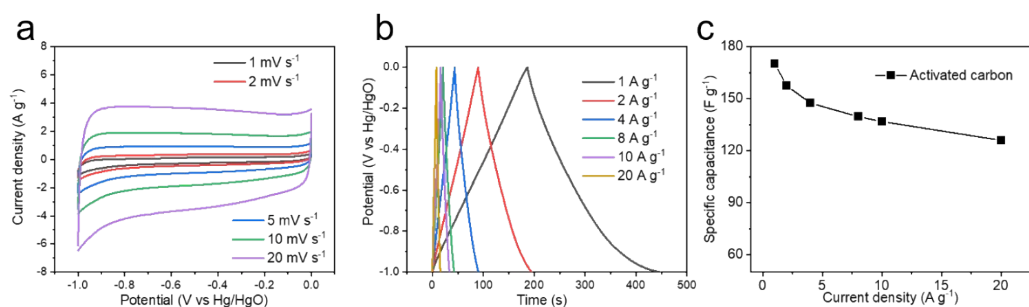 a
Current density (A g⁻¹)
8
6
4
2
0
-2
-4
-6
-8
1 mV s⁻¹
2 mV s⁻¹
5 mV s⁻¹
10 mV s⁻¹
20 mV s⁻¹
-1.0 -0.8 -0.6 -0.4 -0.2 0.0
Potential (V vs Hg/HgO)
b
Potential (V vs Hg/HgO)
0.0
-0.2
-0.4
-0.6
-0.8
-1.0
1 A g⁻¹
2 A g⁻¹
4 A g⁻¹
8 A g⁻¹
10 A g⁻¹
20 A g⁻¹
0 100 200 300 400 500
Time (s)
c
Specific capacitance (F g⁻¹)
180
150
120
90
60
Activated carbon
0 4 8 12 16 20
Current density (A g⁻¹)